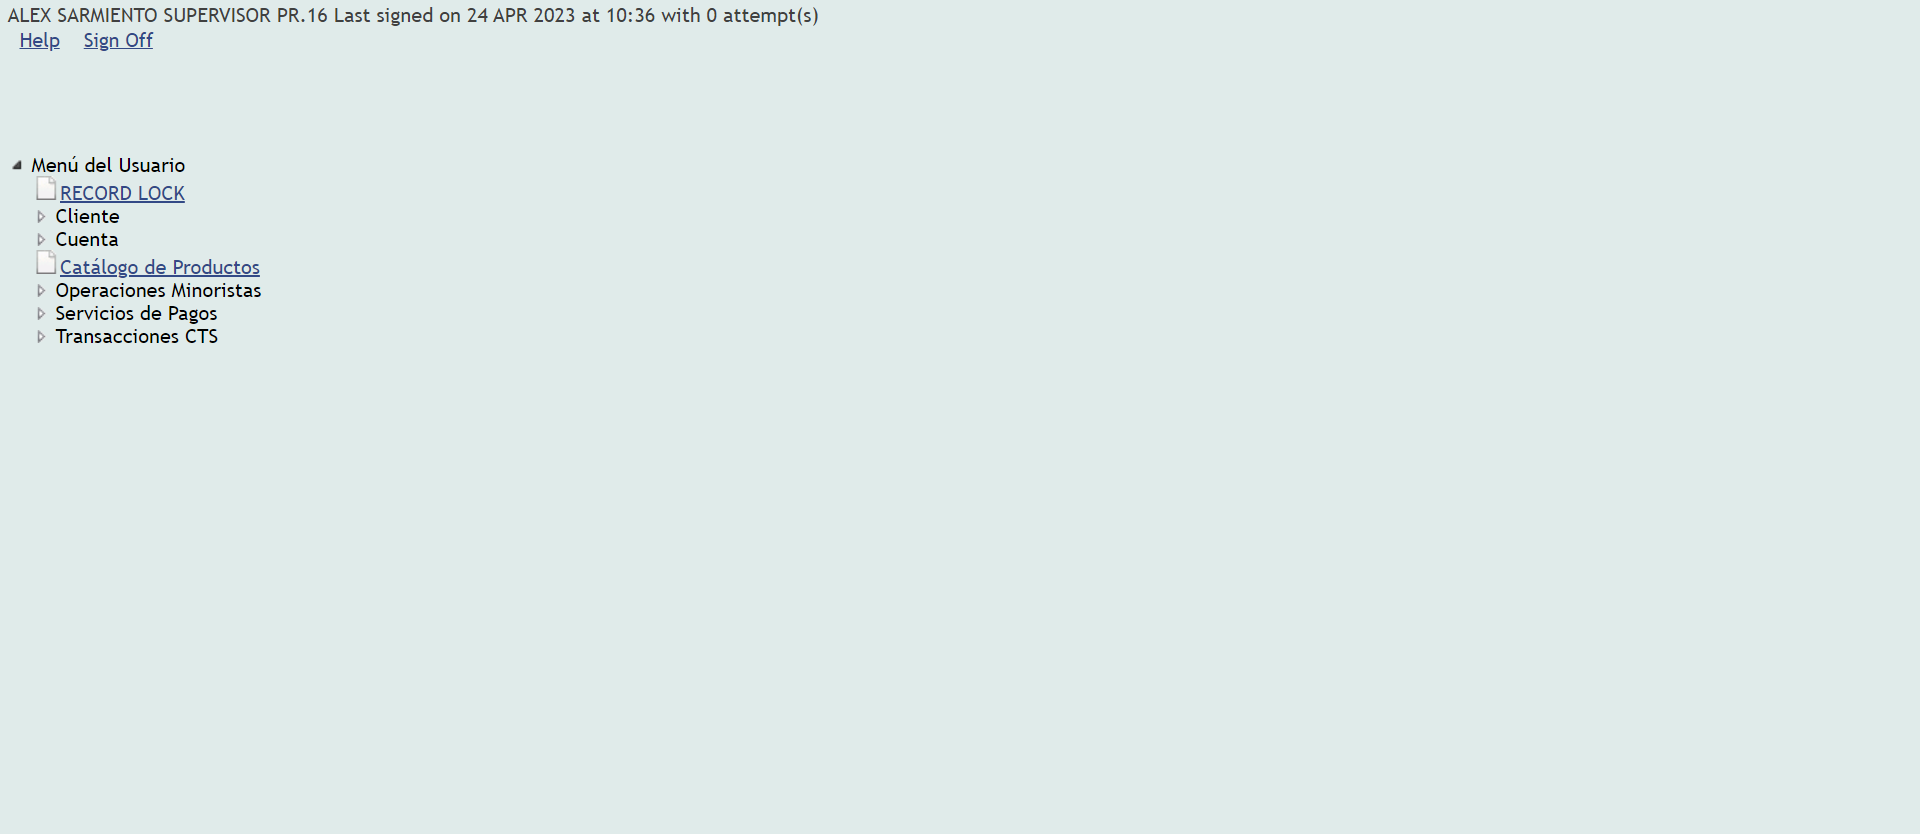 ALEX SARMIENTO SUPERVISOR PR.16 Last signed on 24 APR 2023 at 10:36 with 0 attempt(s)
Help Sign Off
Menú del Usuario
RECORD LOCK
Cliente
Cuenta
Catálogo de Productos
Operaciones Minoristas
Servicios de Pagos
Transacciones CTS